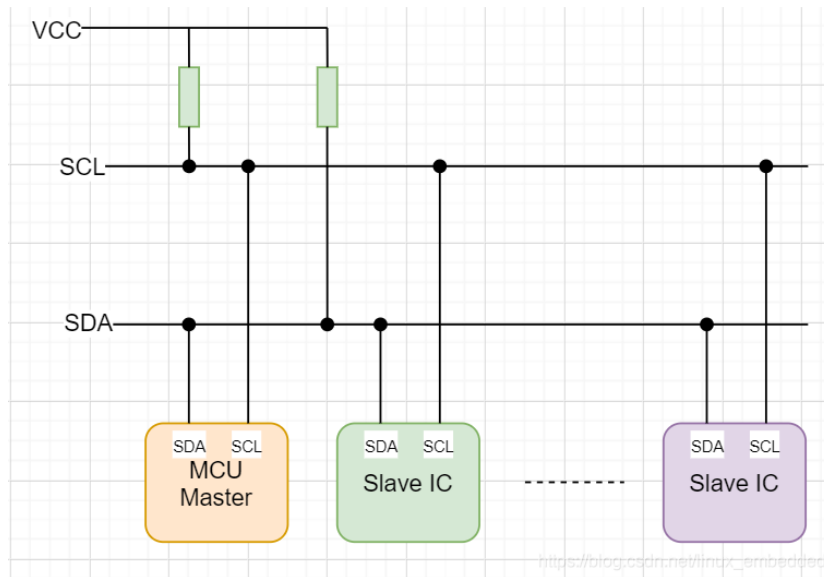 VCC
SCL
SDA
SDA SCL
MCU
Master
SDA SCL
Slave IC
SDA SCL
Slave IC
https://blog.csdn.net/linux_embedded